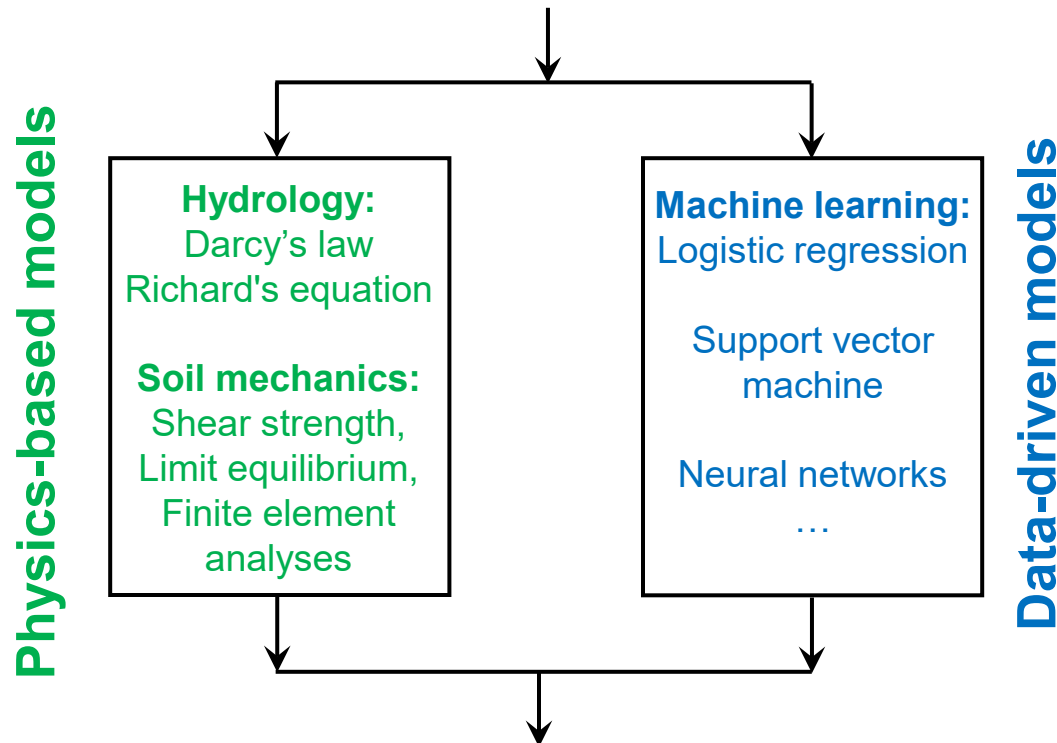 Physics-based models
Hydrology:
Darcy’s law
Richard's equation
Soil mechanics:
Shear strength,
Limit equilibrium,
Finite element
analyses
Machine learning:
Logistic regression
Support vector
machine
Neural networks
…
Data-driven models